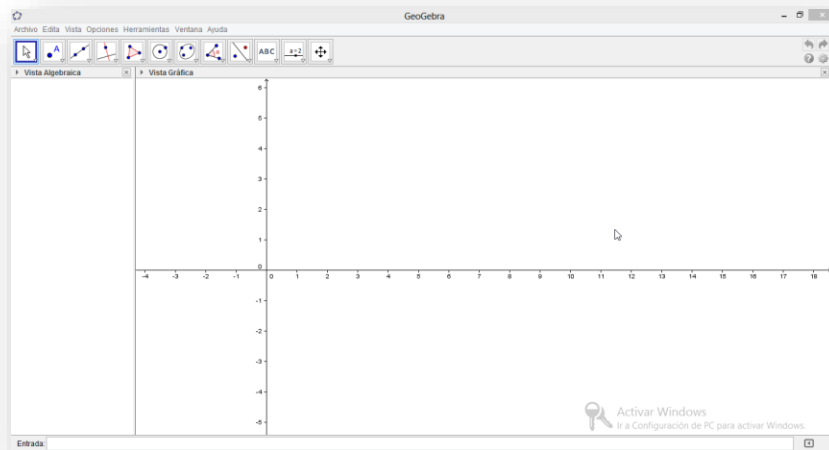 GeoGebra
Archivo Edita Vista Opciones Herramientas Ventana Ayuda
A
α
ABC
a=2
Vista Algebraica
Vista Gráfica
6
5
4
3
2
1
0
-4 -3 -2 -1 0 1 2 3 4 5 6 7 8 9 10 11 12 13 14 15 16 17 18
-1
-2
-3
-4
-5
Activar Windows
Ir a Configuración de PC para activar Windows.
Entrada: